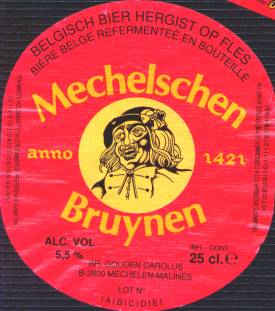 BELGISCH BIER HERGIST OP FLES
BIÈRE BELGE REFERMENTEÉ EN BOUTEILLE
Mechelschen
anno 1421
Bruynen
ALC. VOL
5,5 %
INH. - CONT.
25 cl. e
BR. GOUDEN CAROLUS
B-2800 MECHELEN-MALINES
LOT N°
(A/B/C/D/E)